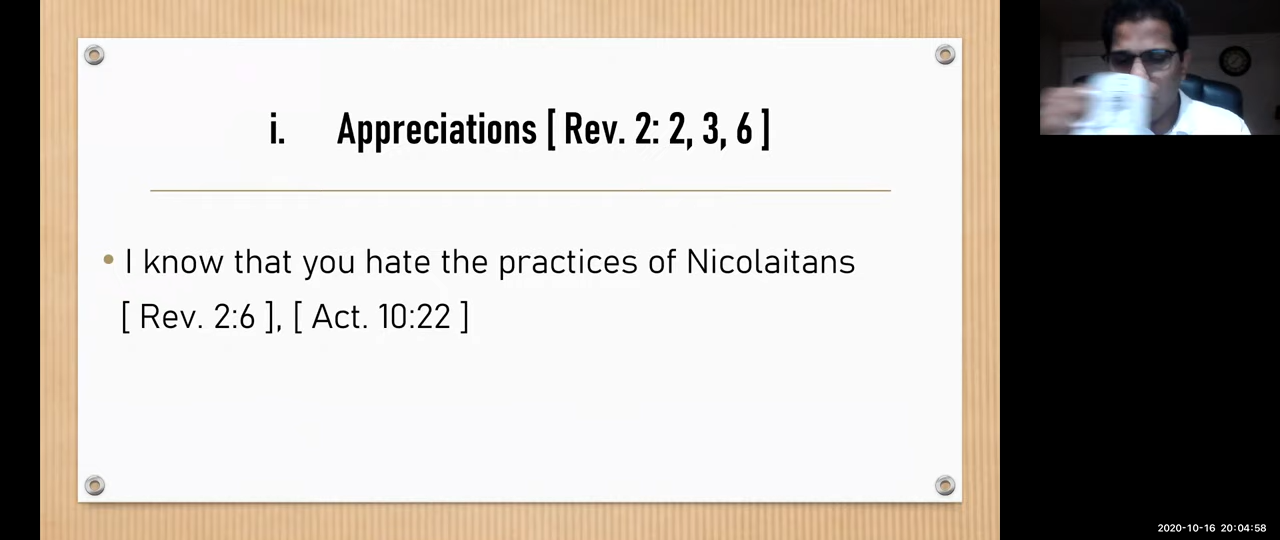 i. Appreciations [ Rev. 2: 2, 3, 6 ]
• I know that you hate the practices of Nicolaitans
[ Rev. 2:6 ], [ Act. 10:22 ]
2020-10-16 20:04:58